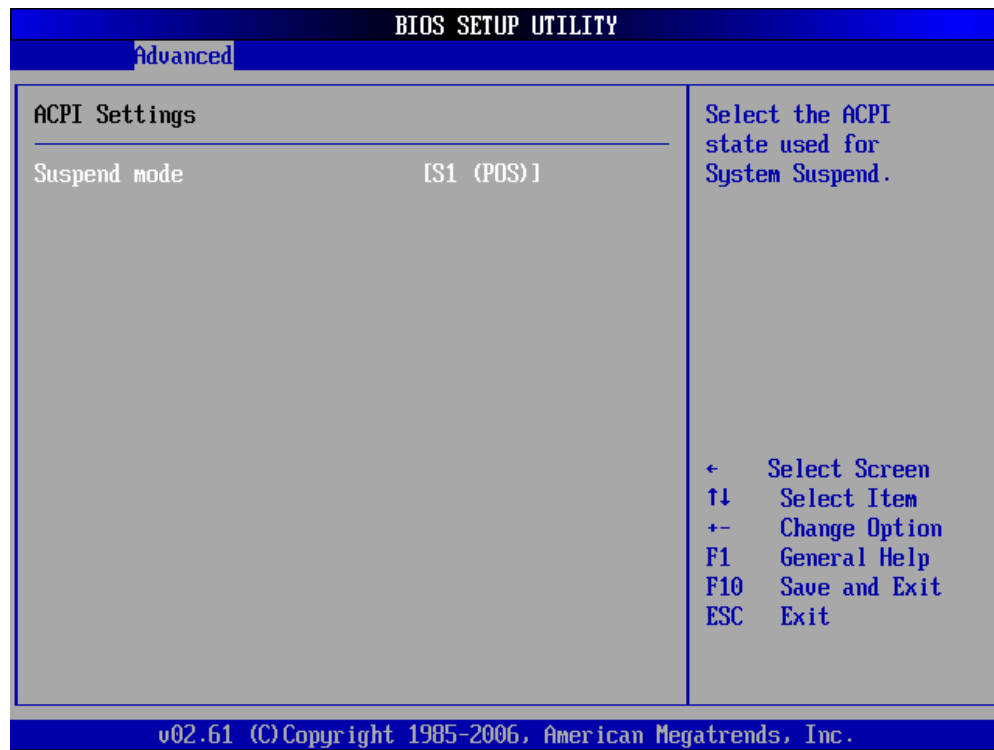 BIOS SETUP UTILITY
Advanced
ACPI Settings
Suspend mode [S1 (POS)]
Select the ACPI
state used for
System Suspend.
← Select Screen
↑↓ Select Item
+- Change Option
F1 General Help
F10 Save and Exit
ESC Exit
v02.61 (C)Copyright 1985-2006, American Megatrends, Inc.